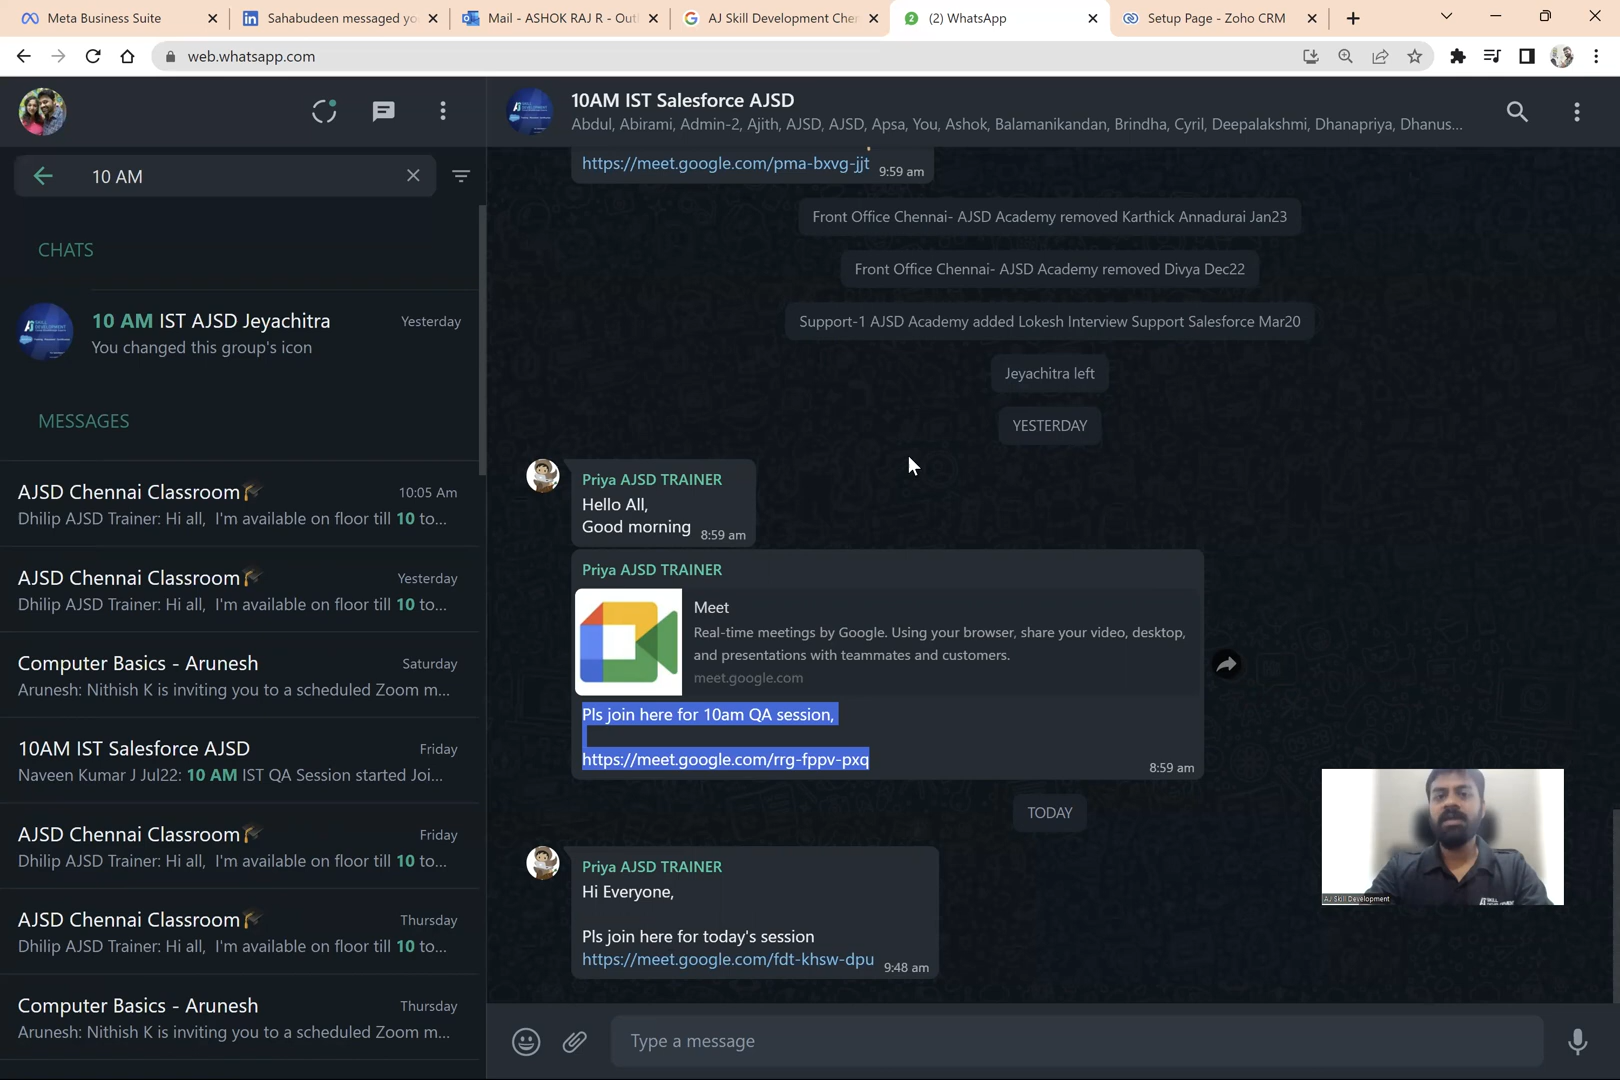 Meta Business Suite
Sahabudeen messaged yo
Mail - ASHOK RAJ R - Out
AJ Skill Development Che
(2) WhatsApp
Setup Page - Zoho CRM
web.whatsapp.com
10 AM
CHATS
10 AM IST AJSD Jeyachitra
Yesterday
You changed this group's icon
MESSAGES
AJSD Chennai Classroom🎓
10:05 Am
Dhilip AJSD Trainer: Hi all, I'm available on floor till 10 to...
AJSD Chennai Classroom🎓
Yesterday
Dhilip AJSD Trainer: Hi all, I'm available on floor till 10 to...
Computer Basics - Arunesh
Saturday
Arunesh: Nithish K is inviting you to a scheduled Zoom m...
10AM IST Salesforce AJSD
Friday
Naveen Kumar J Jul22: 10 AM IST QA Session started Joi...
AJSD Chennai Classroom🎓
Friday
Dhilip AJSD Trainer: Hi all, I'm available on floor till 10 to...
AJSD Chennai Classroom🎓
Thursday
Dhilip AJSD Trainer: Hi all, I'm available on floor till 10 to...
Computer Basics - Arunesh
Thursday
Arunesh: Nithish K is inviting you to a scheduled Zoom m...
10AM IST Salesforce AJSD
Abdul, Abirami, Admin-2, Ajith, AJSD, AJSD, Apsa, You, Ashok, Balamanikandan, Brindha, Cyril, Deepalakshmi, Dhanapriya, Dhanus...
https://meet.google.com/pma-bxvg-jjt 9:59 am
Front Office Chennai- AJSD Academy removed Karthick Annadurai Jan23
Front Office Chennai- AJSD Academy removed Divya Dec22
Support-1 AJSD Academy added Lokesh Interview Support Salesforce Mar20
Jeyachitra left
YESTERDAY
Priya AJSD TRAINER
Hello All,
Good morning 8:59 am
Priya AJSD TRAINER
Meet
Real-time meetings by Google. Using your browser, share your video, desktop,
and presentations with teammates and customers.
meet.google.com
Pls join here for 10am QA session,
https://meet.google.com/rrg-fppv-pxq
8:59 am
TODAY
Priya AJSD TRAINER
Hi Everyone,
Pls join here for today's session
https://meet.google.com/fdt-khsw-dpu 9:48 am
AJ Skill Development
Type a message